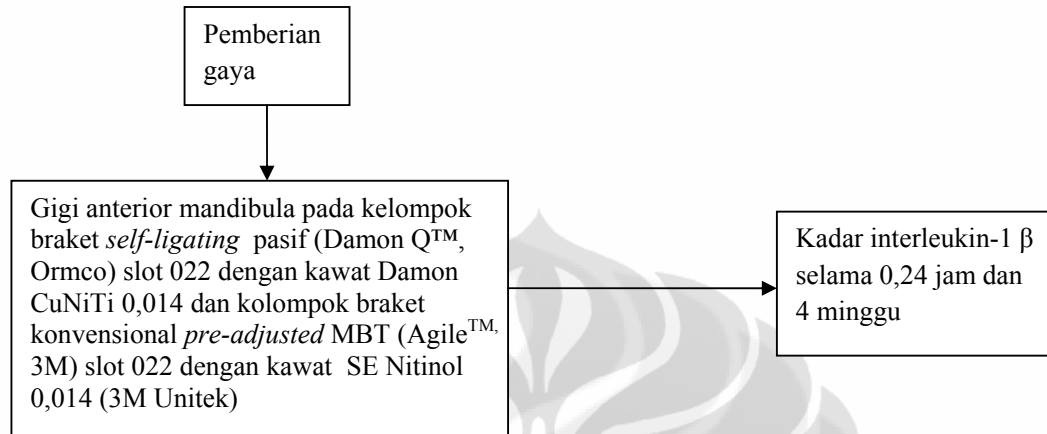 Pemberian
gaya
Gigi anterior mandibula pada kelompok
braket self-ligating pasif (Damon Q™,
Ormco) slot 022 dengan kawat Damon
CuNiTi 0,014 dan kolompok braket
konvensional pre-adjusted MBT (Agile™,
3M) slot 022 dengan kawat SE Nitinol
0,014 (3M Unitek)
Kadar interleukin-1 β
selama 0,24 jam dan
4 minggu